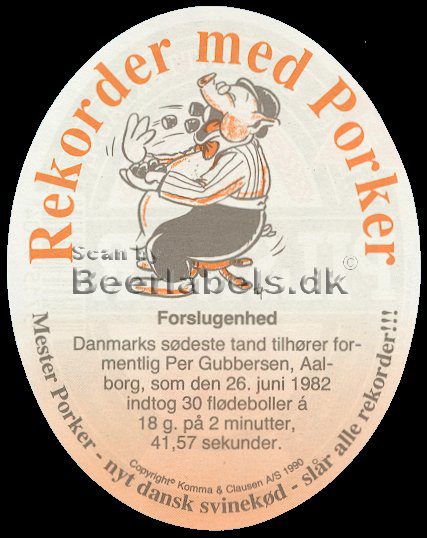 Rekorder med Porker
Scan by
Beerlabels.dk ©
Forslugenhed
Danmarks sødeste tand tilhører for-
mentlig Per Gubbersen, Aal-
borg, som den 26. juni 1982
indtog 30 flødeboller á
18 g. på 2 minutter,
41,57 sekunder.
Copyright© Komma & Clausen A/S 1990
Mester Porker - nyt dansk svinekød - slår alle rekorder!!!